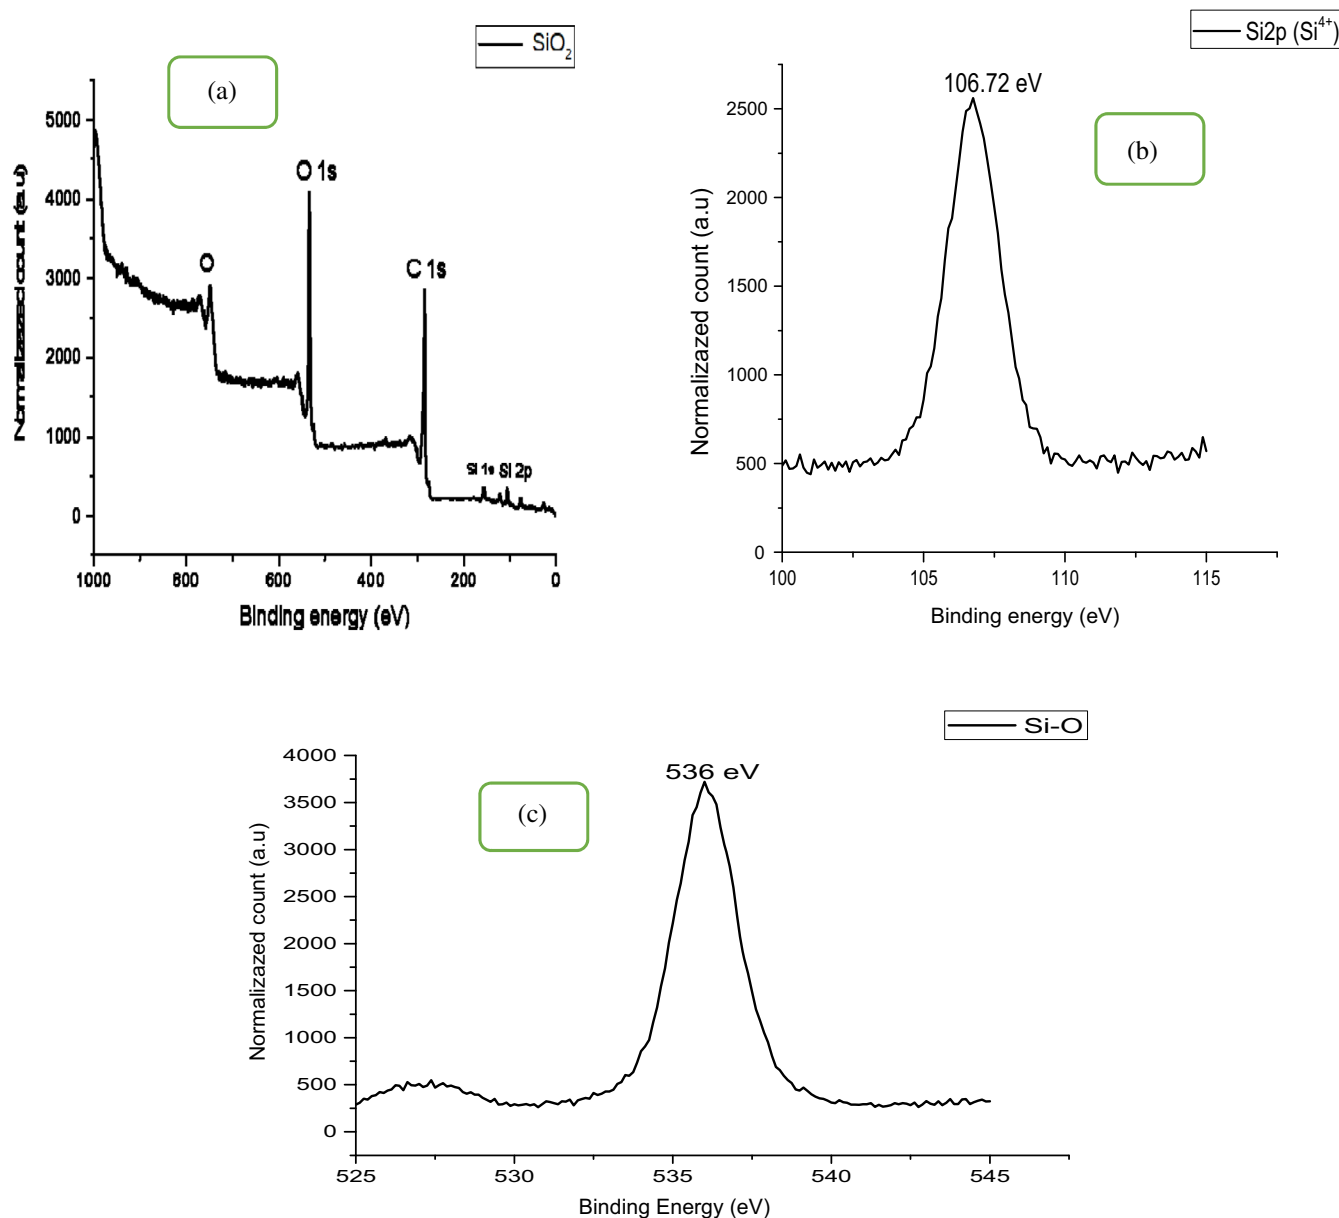 SiO2
(a)
5000
4000
3000
2000
1000
0
Normalizazed count (a.u)
O
O 1s
C 1s
Si 1s
Si 2p
1000
800
600
400
200
0
Binding energy (eV)
Si2p (Si4+)
106.72 eV
(b)
2500
2000
1500
1000
500
0
Normalizazed count (a.u)
100
105
110
115
Binding energy (eV)
Si-O
536 eV
(c)
4000
3500
3000
2500
2000
1500
1000
500
0
Normalizazed count (a.u)
525
530
535
540
545
Binding Energy (eV)